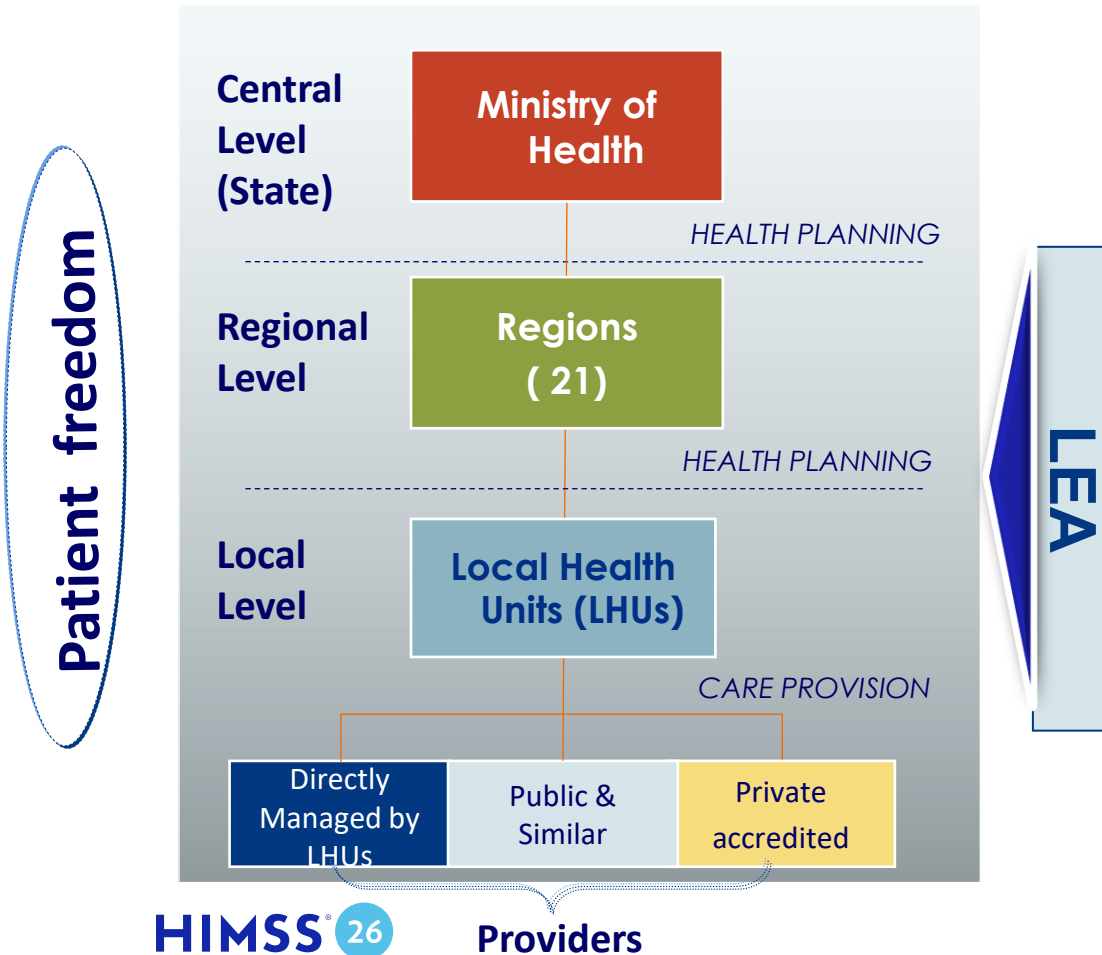 Central
Level
(State)
Ministry of
Health
HEALTH PLANNING
Patient freedom
Regional
Level
Regions
( 21)
HEALTH PLANNING
LEA
Local
Level
Local Health
Units (LHUs)
CARE PROVISION
Directly
Managed by
LHUs
Public &
Similar
Private
accredited
HIMSS® 26
Providers